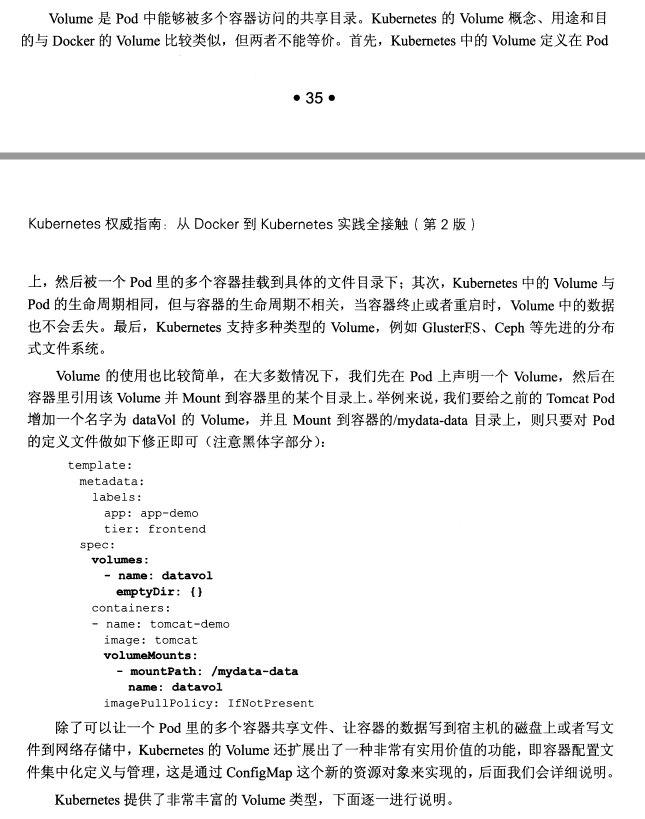 Volume 是 Pod 中能够被多个容器访问的共享目录。Kubernetes 的 Volume 概念、用途和目
的与 Docker 的 Volume 比较类似，但两者不能等价。首先，Kubernetes 中的 Volume 定义在 Pod
• 35 •
Kubernetes 权威指南：从 Docker 到 Kubernetes 实践全接触（第 2 版）
上，然后被一个 Pod 里的多个容器挂载到具体的文件目录下；其次，Kubernetes 中的 Volume 与
Pod 的生命周期相同，但与容器的生命周期不相关，当容器终止或者重启时，Volume 中的数据
也不会丢失。最后，Kubernetes 支持多种类型的 Volume，例如 GlusterFS、Ceph 等先进的分布
式文件系统。
Volume 的使用也比较简单，在大多数情况下，我们先在 Pod 上声明一个 Volume，然后在
容器里引用该 Volume 并 Mount 到容器里的某个目录上。举例来说，我们要给之前的 Tomcat Pod
增加一个名字为 dataVol 的 Volume，并且 Mount 到容器的/mydata-data 目录上，则只要对 Pod
的定义文件做如下修正即可（注意黑体字部分）：
template:
metadata:
labels:
app: app-demo
tier: frontend
spec:
volumes:
- name: datavol
emptyDir: {}
containers:
- name: tomcat-demo
image: tomcat
volumeMounts:
- mountPath: /mydata-data
name: datavol
imagePullPolicy: IfNotPresent
除了可以让一个 Pod 里的多个容器共享文件、让容器的数据写到宿主机的磁盘上或者写文
件到网络存储中，Kubernetes 的 Volume 还扩展出了一种非常有实用价值的功能，即容器配置文
件集中化定义与管理，这是通过 ConfigMap 这个新的资源对象来实现的，后面我们会详细说明。
Kubernetes 提供了非常丰富的 Volume 类型，下面逐一进行说明。